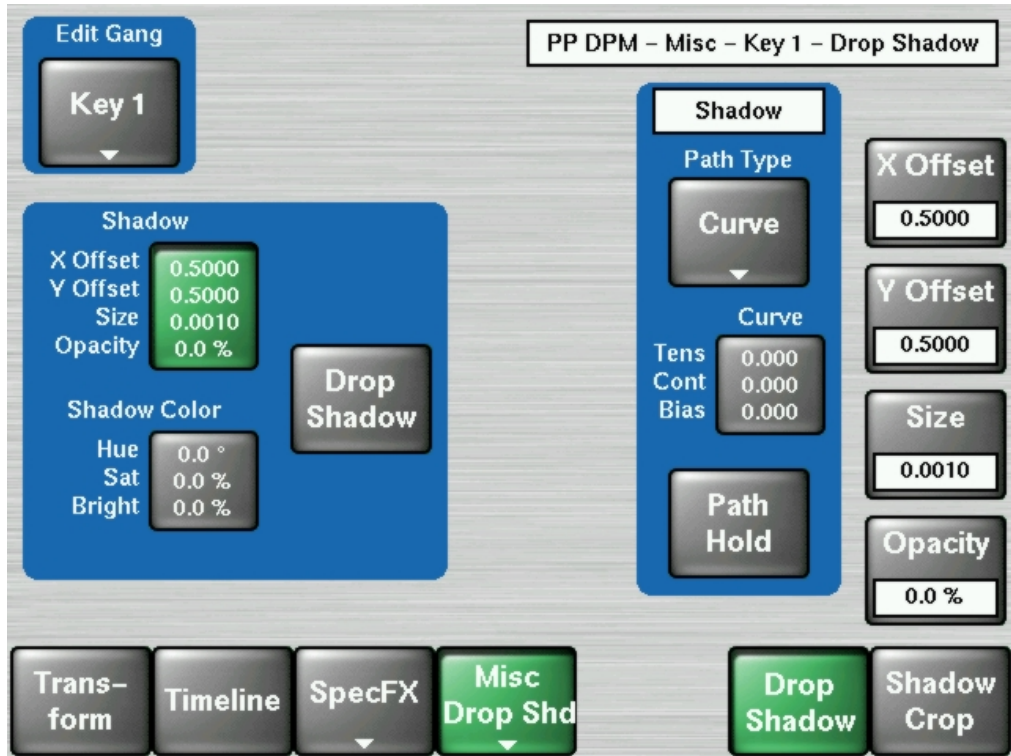 Edit Gang
Key 1
PP DPM – Misc – Key 1 – Drop Shadow
Shadow
X Offset 0.5000
Y Offset 0.5000
Size 0.0010
Opacity 0.0 %
Drop
Shadow
Shadow Color
Hue 0.0 °
Sat 0.0 %
Bright 0.0 %
Shadow
Path Type
Curve
Curve
Tens 0.000
Cont 0.000
Bias 0.000
Path
Hold
X Offset
0.5000
Y Offset
0.5000
Size
0.0010
Opacity
0.0 %
Trans–
form
Timeline
SpecFX
Misc
Drop Shd
Drop
Shadow
Shadow
Crop